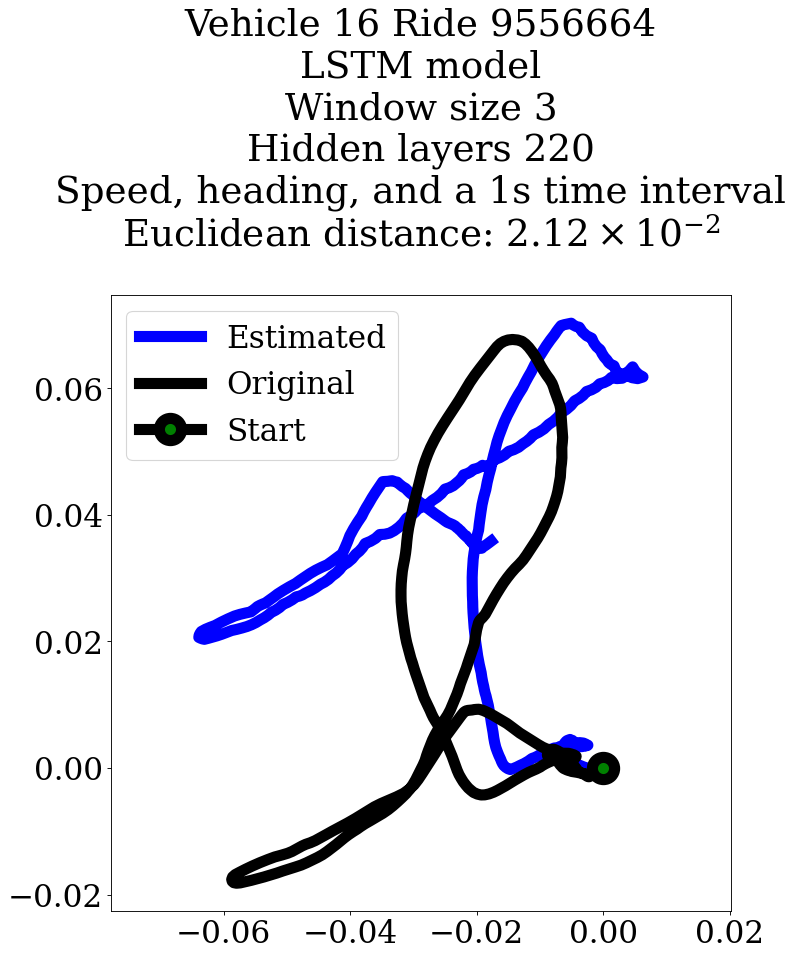 Vehicle 16 Ride 9556664
LSTM model
Window size 3
Hidden layers 220
Speed, heading, and a 1s time interval
Euclidean distance: 2.12 × 10⁻²
Estimated
Original
Start
0.06
0.04
0.02
0.00
−0.02
−0.06 −0.04 −0.02 0.00 0.02